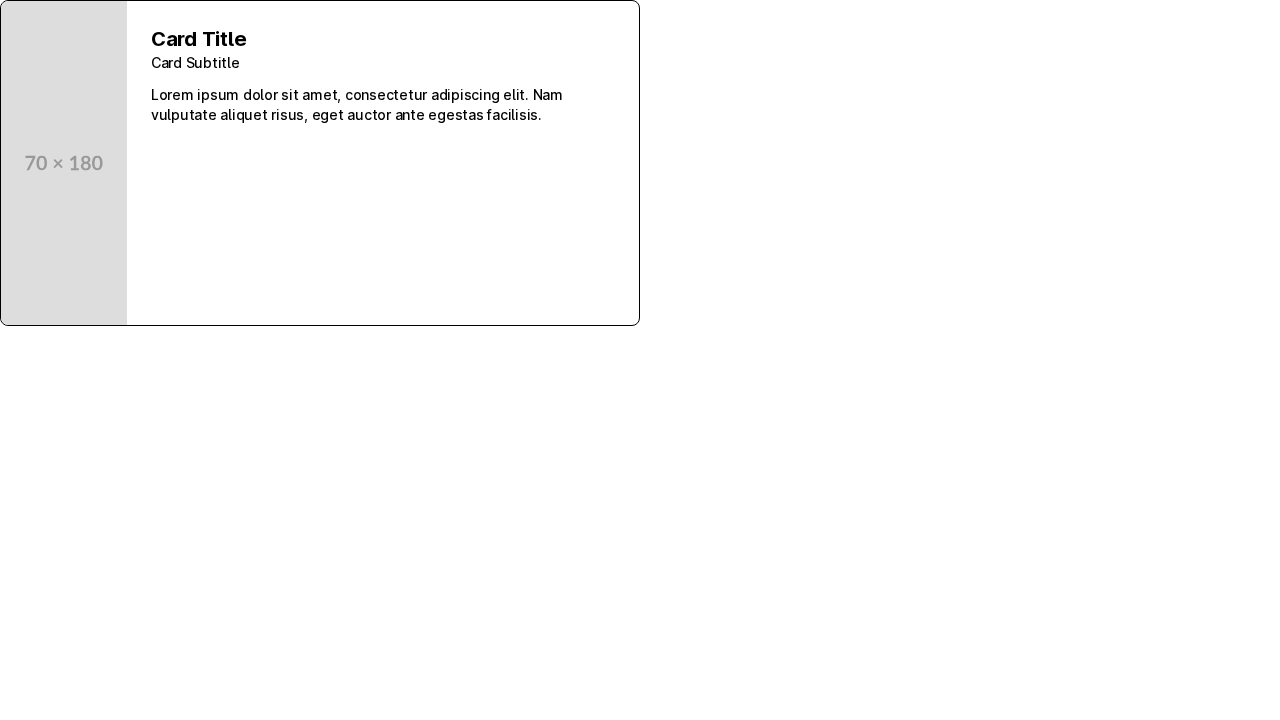 Card Title
Card Subtitle
Lorem ipsum dolor sit amet, consectetur adipiscing elit. Nam
vulputate aliquet risus, eget auctor ante egestas facilisis.
70 × 180